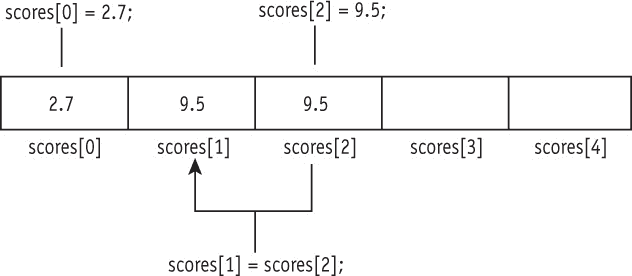 scores[0] = 2.7; scores[2] = 9.5;
2.7 9.5 9.5
scores[0] scores[1] scores[2] scores[3] scores[4]
scores[1] = scores[2];